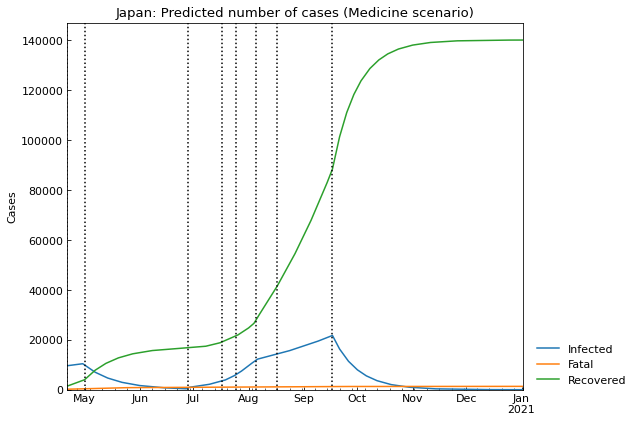 Japan: Predicted number of cases (Medicine scenario)
140000
120000
100000
80000
60000
40000
20000
0
Cases
May Jun Jul Aug Sep Oct Nov Dec Jan
2021
Infected
Fatal
Recovered